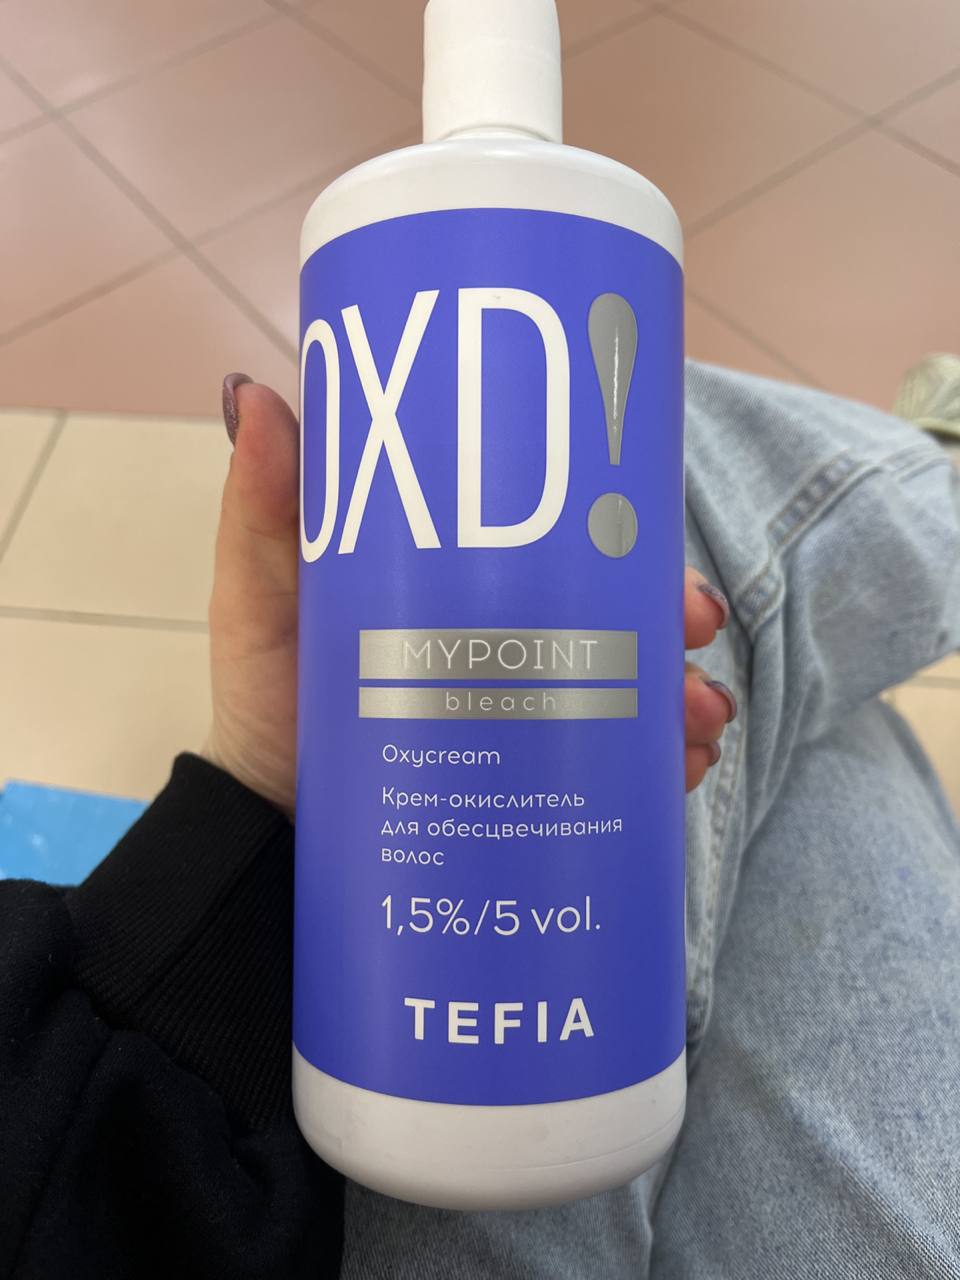 OXD!
MYPOINT
bleach
Oxycream
Крем-окислитель
для обесцвечивания
волос
1,5%/5 vol.
TEFIA